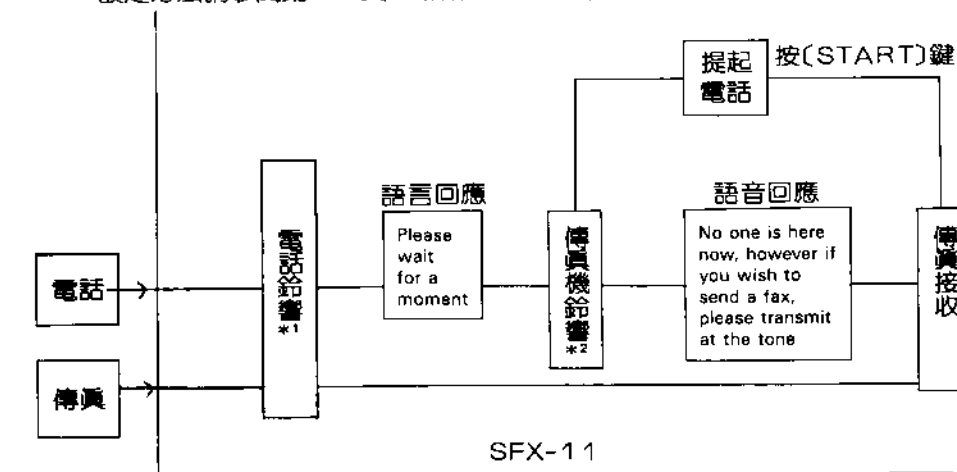 按〔START〕鍵
提起
電話
語言回應
語音回應
Please
wait
for a
moment
No one is here
now, however if
you wish to
send a fax,
please transmit
at the tone
電話
傳真
電話鈴響*1
傳真機鈴響*2
傳真接收
SFX-11